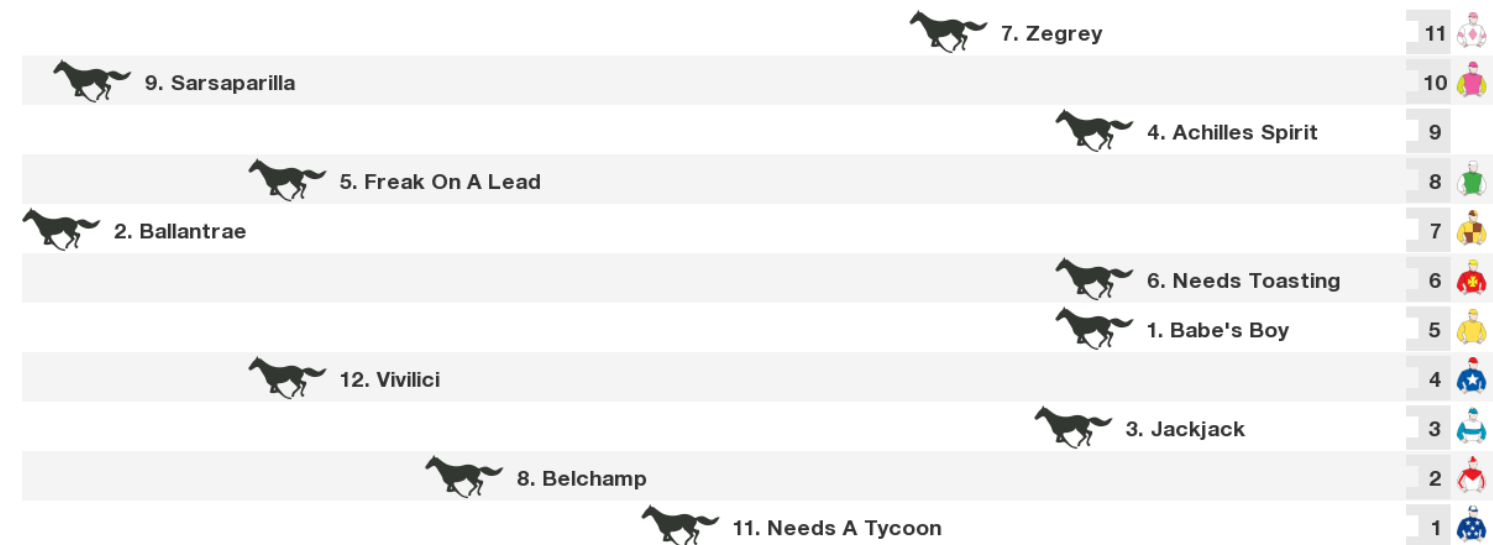 7. Zegrey 11
9. Sarsaparilla 10
4. Achilles Spirit 9
5. Freak On A Lead 8
2. Ballantrae 7
6. Needs Toasting 6
1. Babe's Boy 5
12. Vivilici 4
3. Jackjack 3
8. Belchamp 2
11. Needs A Tycoon 1